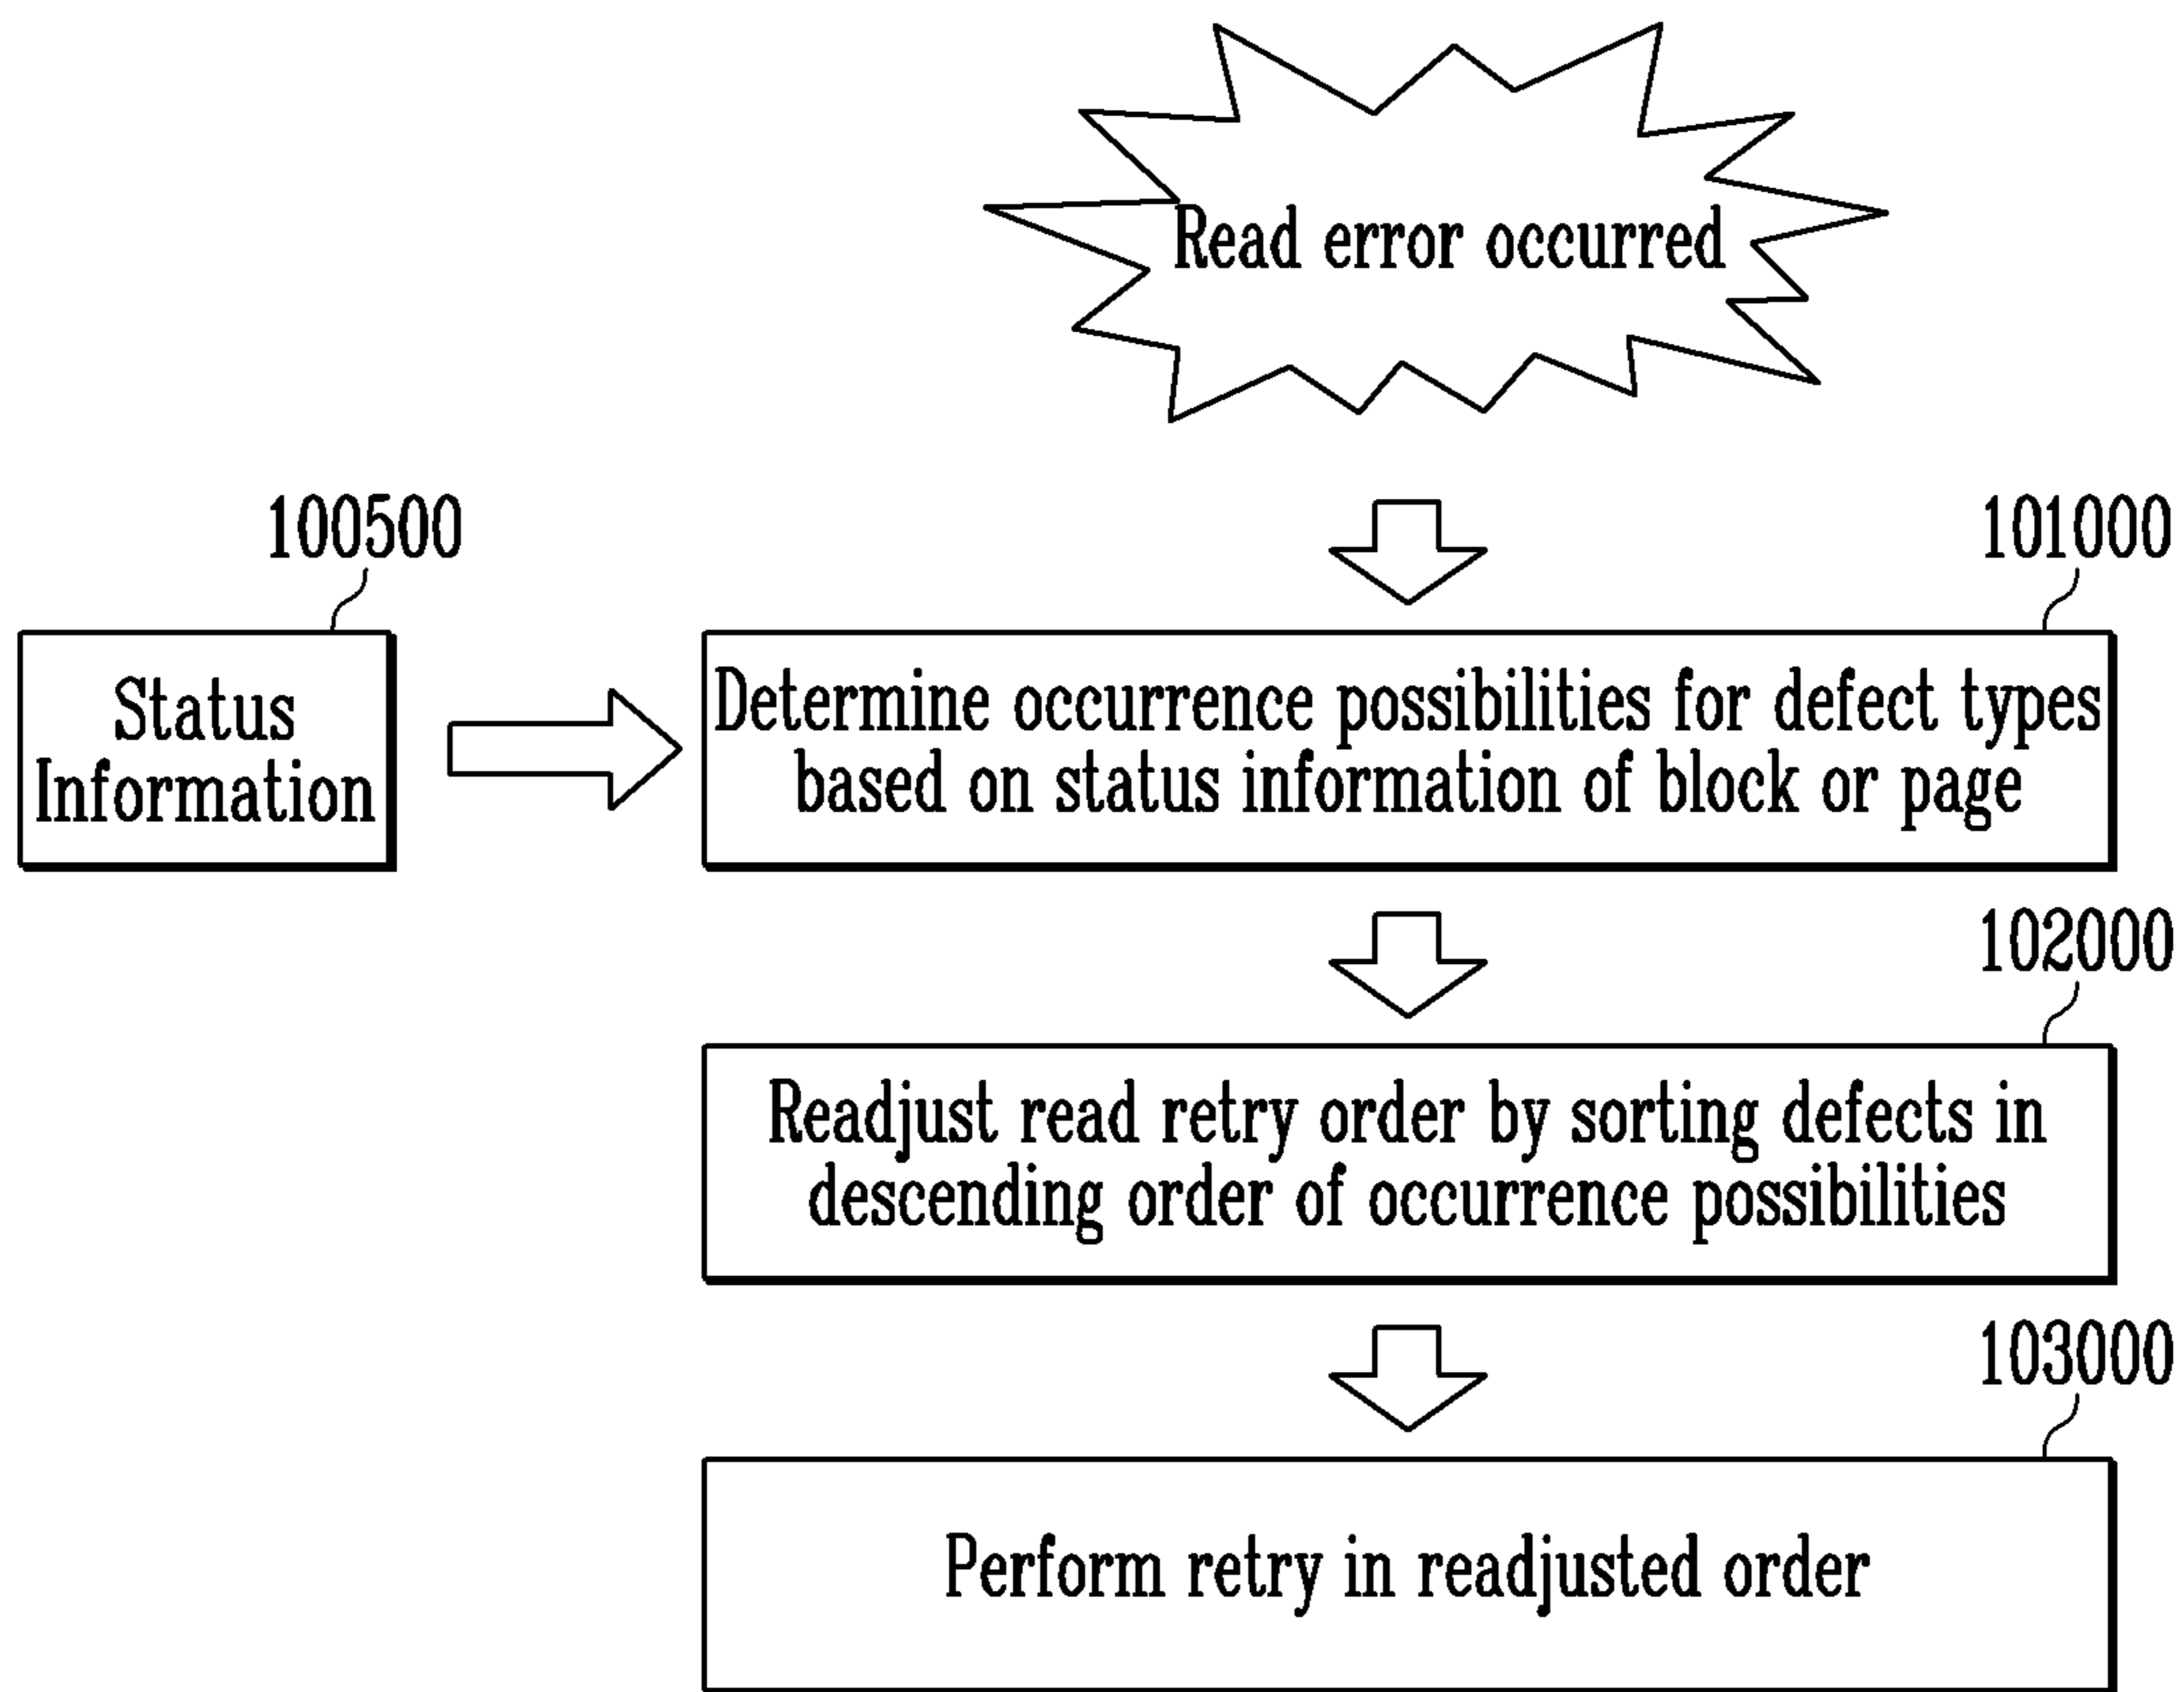 Read error occurred
100500
101000
Status
Information
Determine occurrence possibilities for defect types
based on status information of block or page
102000
Readjust read retry order by sorting defects in
descending order of occurrence possibilities
103000
Perform retry in readjusted order